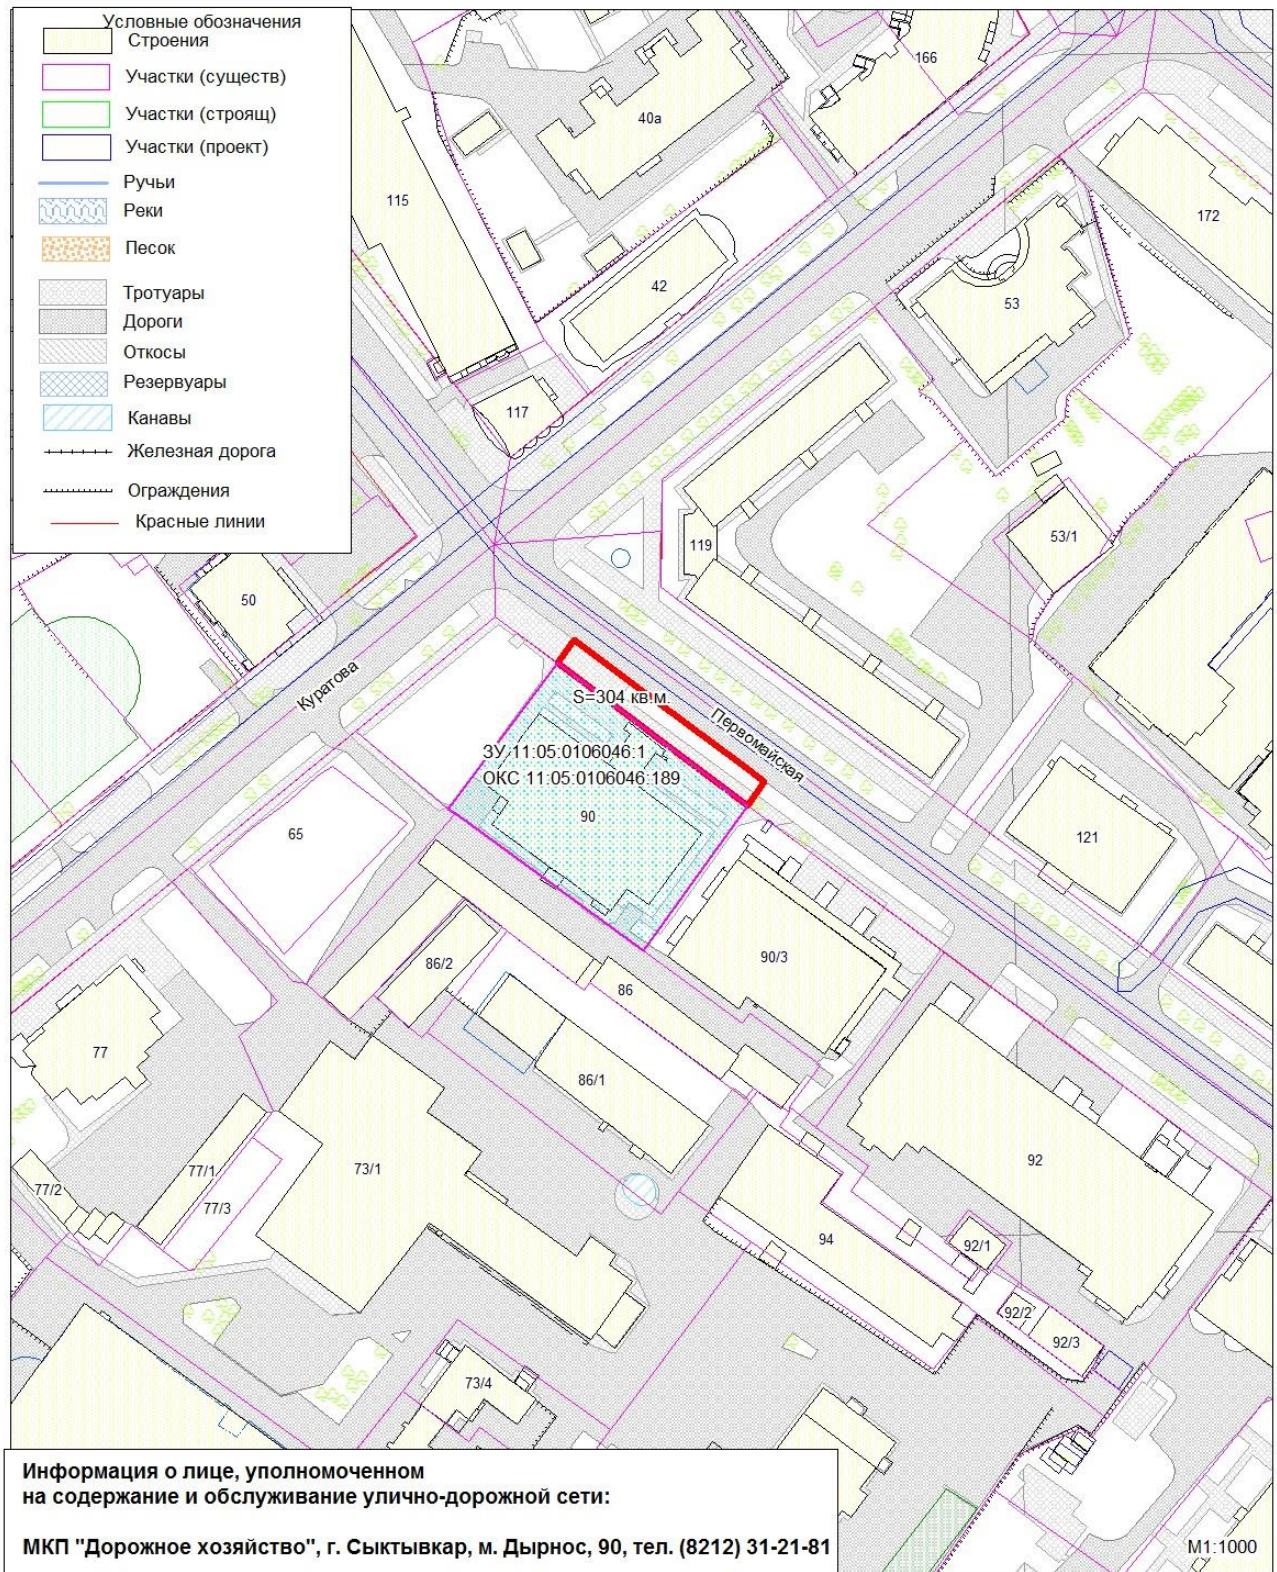 Условные обозначения
Строения
Участки (существ)
Участки (строящ)
Участки (проект)
Ручьи
Реки
Песок
Тротуары
Дороги
Откосы
Резервуары
Канавы
Железная дорога
Ограждения
Красные линии
166
40а
115
172
42
53
117
119
53/1
50
Куратова
S=304 кв.м.
Первомайская
ЗУ 11:05:0106046:1
ОКС 11:05:0106046:189
90
65
121
86/2
90/3
86
77
86/1
73/1
92
77/1
77/2
77/3
94
92/1
92/2
92/3
73/4
Информация о лице, уполномоченном
на содержание и обслуживание улично-дорожной сети:
МКП "Дорожное хозяйство", г. Сыктывкар, м. Дырнос, 90, тел. (8212) 31-21-81
М1:1000